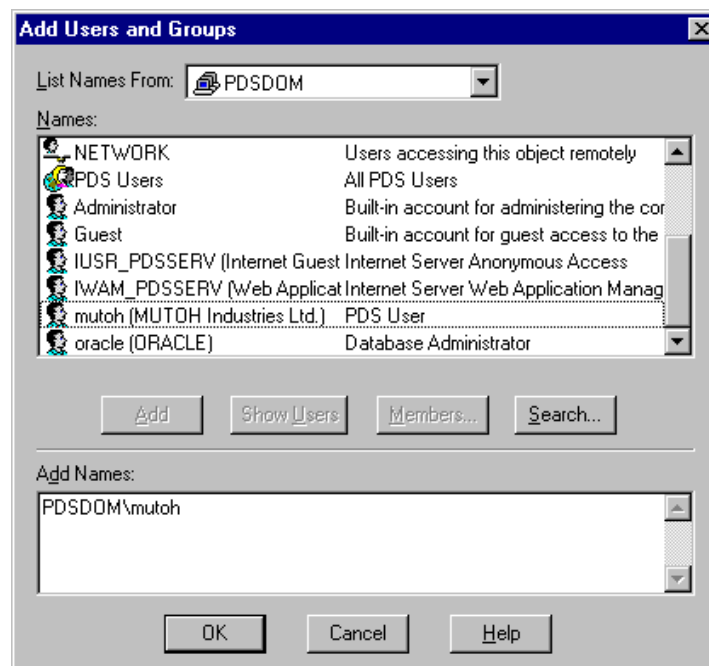 Add Users and Groups
List Names From: PDSDOM
Names:
NETWORK Users accessing this object remotely
PDS Users All PDS Users
Administrator Built-in account for administering the cor
Guest Built-in account for guest access to the
IUSR_PDSSERV (Internet Guest Internet Server Anonymous Access
IWAM_PDSSERV (Web Applicat Internet Server Web Application Manag
mutoh (MUTOH Industries Ltd.) PDS User
oracle (ORACLE) Database Administrator
Add Show Users Members... Search...
Add Names:
PDSDOM\mutoh
OK Cancel Help